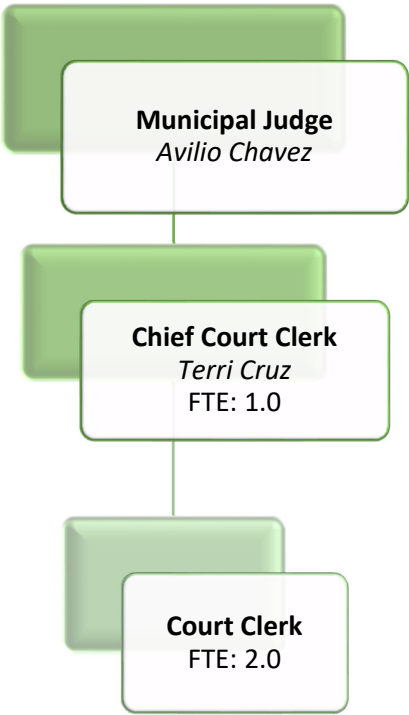 Municipal Judge
Avilio Chavez
Chief Court Clerk
Terri Cruz
FTE: 1.0
Court Clerk
FTE: 2.0